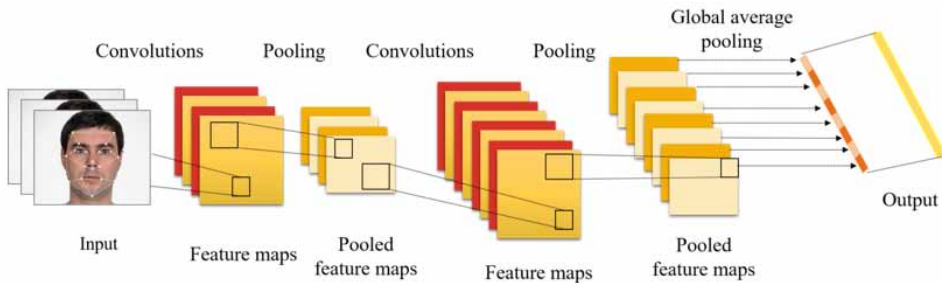 Convolutions
Pooling
Convolutions
Pooling
Global average
pooling
Input
Feature maps
Pooled
feature maps
Feature maps
Pooled
feature maps
Output